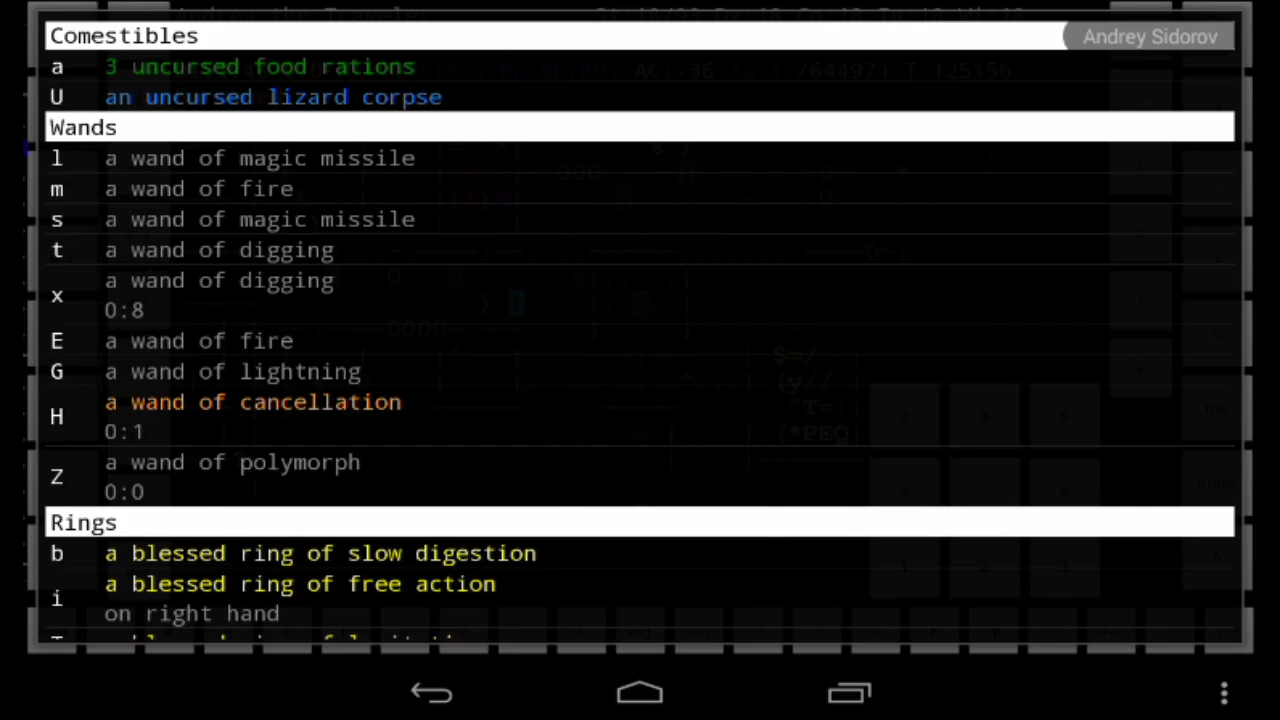 Comestibles
Andrey Sidorov
a 3 uncursed food rations
U an uncursed lizard corpse
Wands
l a wand of magic missile
m a wand of fire
s a wand of magic missile
t a wand of digging
x a wand of digging
0:8
E a wand of fire
G a wand of lightning
H a wand of cancellation
0:1
Z a wand of polymorph
0:0
Rings
b a blessed ring of slow digestion
i a blessed ring of free action
on right hand